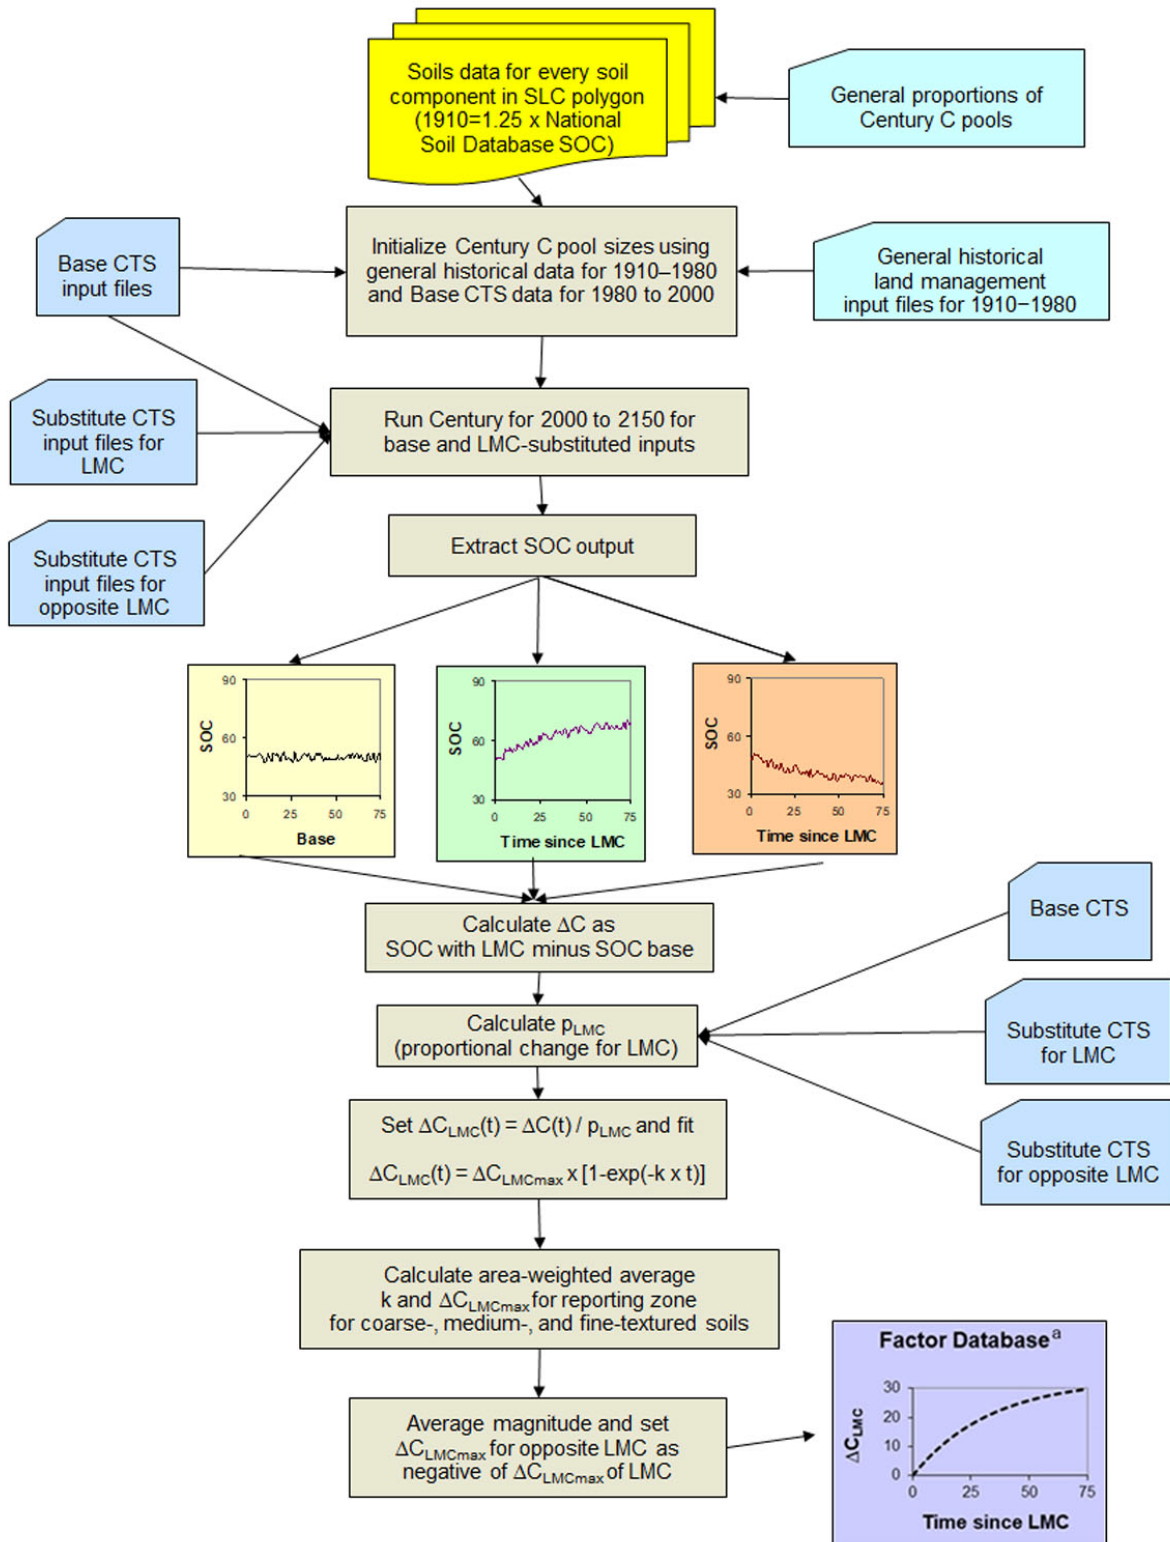 Soils data for every soil
component in SLC polygon
(1910=1.25 x National
Soil Database SOC)
General proportions of
Century C pools
Base CTS
input files
Initialize Century C pool sizes using
general historical data for 1910–1980
and Base CTS data for 1980 to 2000
General historical
land management
input files for 1910–1980
Substitute CTS
input files for
LMC
Run Century for 2000 to 2150 for
base and LMC-substituted inputs
Substitute CTS
input files for
opposite LMC
Extract SOC output
90
60
30
SOC
0 25 50 75
Base
90
60
30
SOC
0 25 50 75
Time since LMC
90
60
30
SOC
0 25 50 75
Time since LMC
Calculate ΔC as
SOC with LMC minus SOC base
Base CTS
Calculate pLMC
(proportional change for LMC)
Substitute CTS
for LMC
Set ΔCLMC(t) = ΔC(t) / pLMC and fit
ΔCLMC(t) = ΔCLMCmax x [1-exp(-k x t)]
Substitute CTS
for opposite LMC
Calculate area-weighted average
k and ΔCLMCmax for reporting zone
for coarse-, medium-, and fine-textured soils
Average magnitude and set
ΔCLMCmax for opposite LMC as
negative of ΔCLMCmax of LMC
Factor Database a
30
20
10
0
ΔCLMC
0 25 50 75
Time since LMC